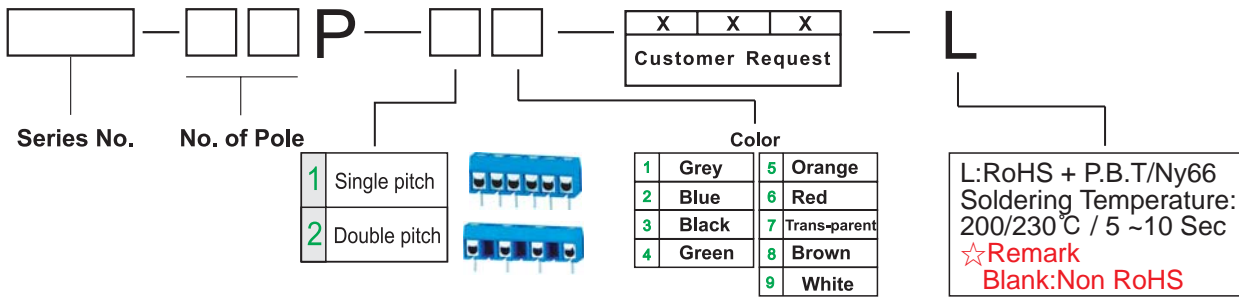 P
L
X X X
Customer Request
Series No.
No. of Pole
1 Single pitch
2 Double pitch
Color
1 Grey
2 Blue
3 Black
4 Green
5 Orange
6 Red
7 Trans-parent
8 Brown
9 White
L:RoHS + P.B.T/Ny66
Soldering Temperature:
200/230℃ / 5 ~10 Sec
☆Remark
Blank:Non RoHS